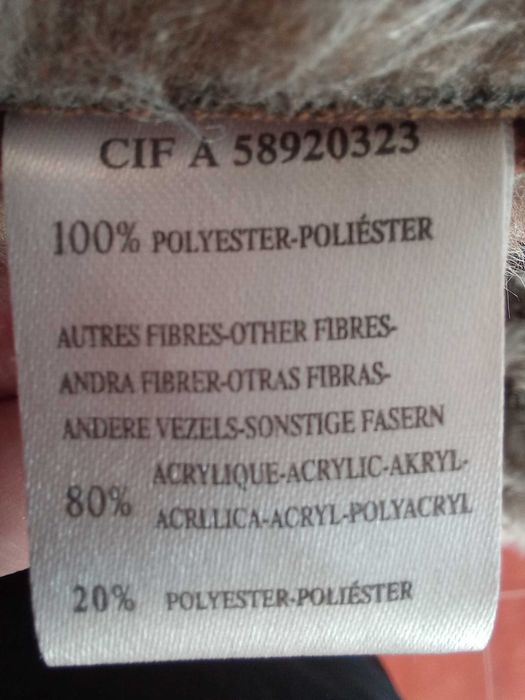 CIF A 58920323
100% POLYESTER-POLIÉSTER
AUTRES FIBRES-OTHER FIBRES-
ANDRA FIBRER-OTRAS FIBRAS-
ANDERE VEZELS-SONSTIGE FASERN
ACRYLIQUE-ACRYLIC-AKRYL-
80% ACRLLICA-ACRYL-POLYACRYL
20% POLYESTER-POLIÉSTER